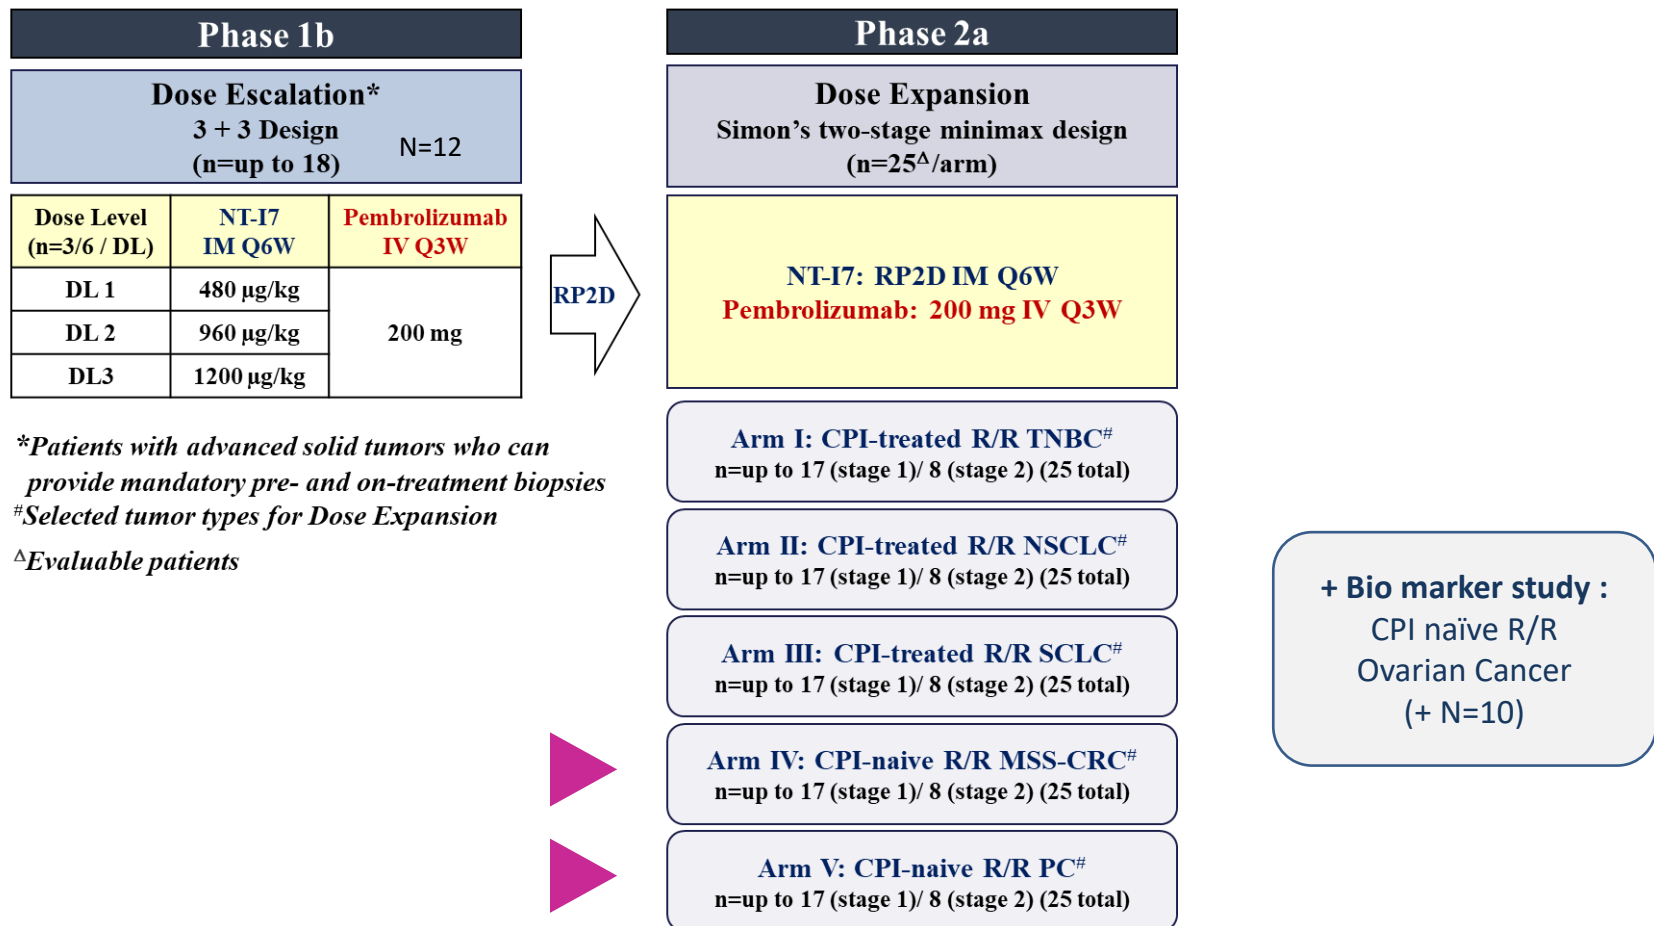 Phase 1b
Dose Escalation*
3 + 3 Design
(n=up to 18)
N=12
Dose Level
(n=3/6 / DL)
NT-I7
IM Q6W
Pembrolizumab
IV Q3W
DL 1
480 µg/kg
DL 2
960 µg/kg
DL3
1200 µg/kg
200 mg
*Patients with advanced solid tumors who can
provide mandatory pre- and on-treatment biopsies
#Selected tumor types for Dose Expansion
ΔEvaluable patients
RP2D
Phase 2a
Dose Expansion
Simon’s two-stage minimax design
(n=25Δ/arm)
NT-I7: RP2D IM Q6W
Pembrolizumab: 200 mg IV Q3W
Arm I: CPI-treated R/R TNBC#
n=up to 17 (stage 1)/ 8 (stage 2) (25 total)
Arm II: CPI-treated R/R NSCLC#
n=up to 17 (stage 1)/ 8 (stage 2) (25 total)
Arm III: CPI-treated R/R SCLC#
n=up to 17 (stage 1)/ 8 (stage 2) (25 total)
Arm IV: CPI-naive R/R MSS-CRC#
n=up to 17 (stage 1)/ 8 (stage 2) (25 total)
Arm V: CPI-naive R/R PC#
n=up to 17 (stage 1)/ 8 (stage 2) (25 total)
+ Bio marker study :
CPI naïve R/R
Ovarian Cancer
(+ N=10)